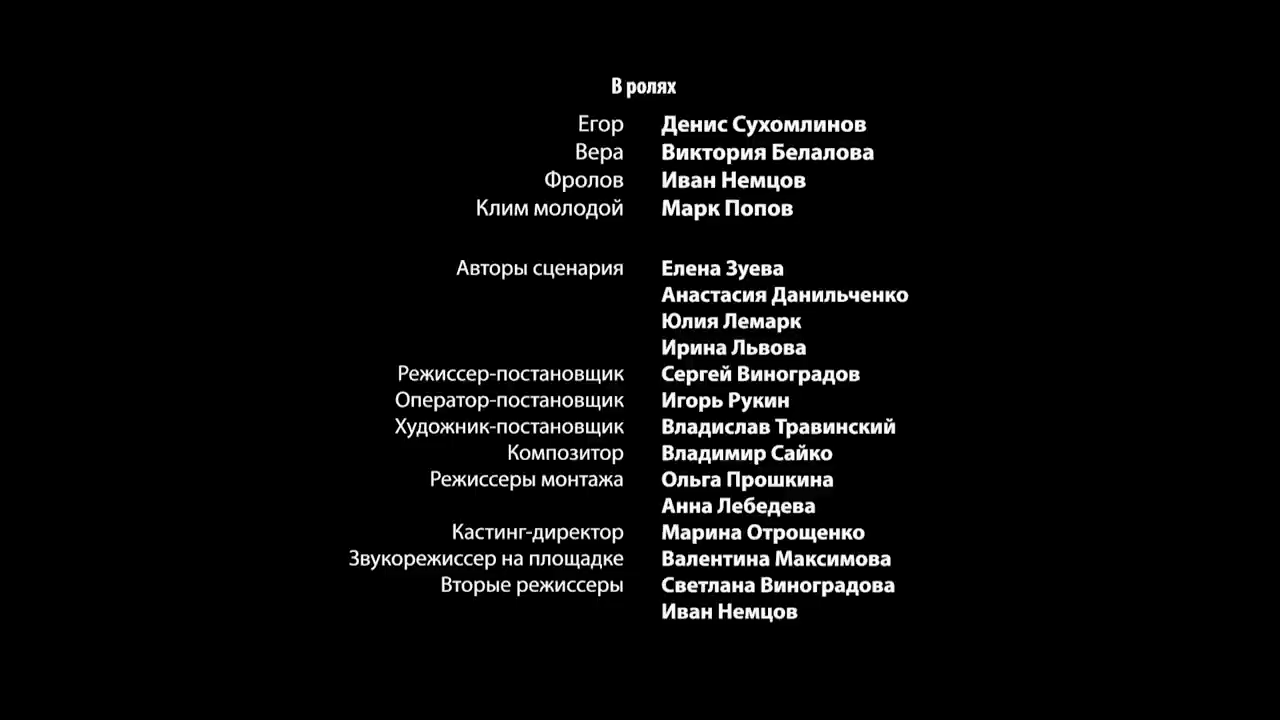 В ролях
Егор Денис Сухомлинов
Вера Виктория Белалова
Фролов Иван Немцов
Клим молодой Марк Попов
Авторы сценария Елена Зуева
Анастасия Данильченко
Юлия Лемарк
Ирина Львова
Режиссер-постановщик Сергей Виноградов
Оператор-постановщик Игорь Рукин
Художник-постановщик Владислав Травинский
Композитор Владимир Сайко
Режиссеры монтажа Ольга Прошкина
Анна Лебедева
Кастинг-директор Марина Отрощенко
Звукорежиссер на площадке Валентина Максимова
Вторые режиссеры Светлана Виноградова
Иван Немцов